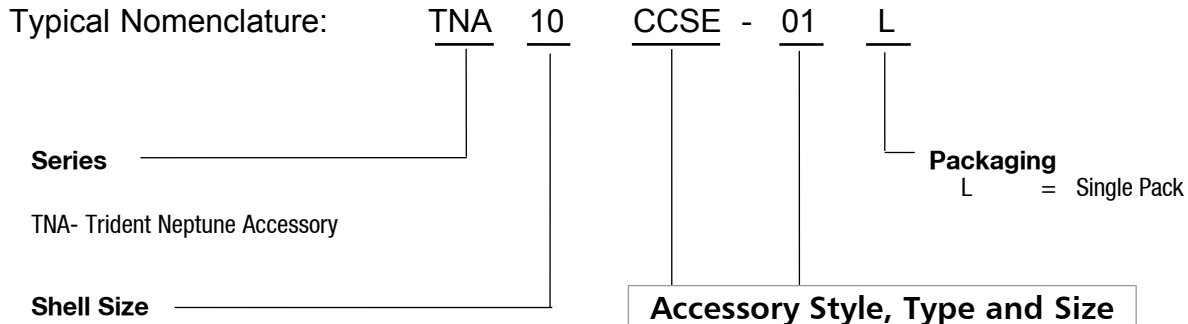 Typical Nomenclature: TNA 10 CCSE - 01 L
Series
Packaging
L = Single Pack
TNA- Trident Neptune Accessory
Shell Size
Accessory Style, Type and Size